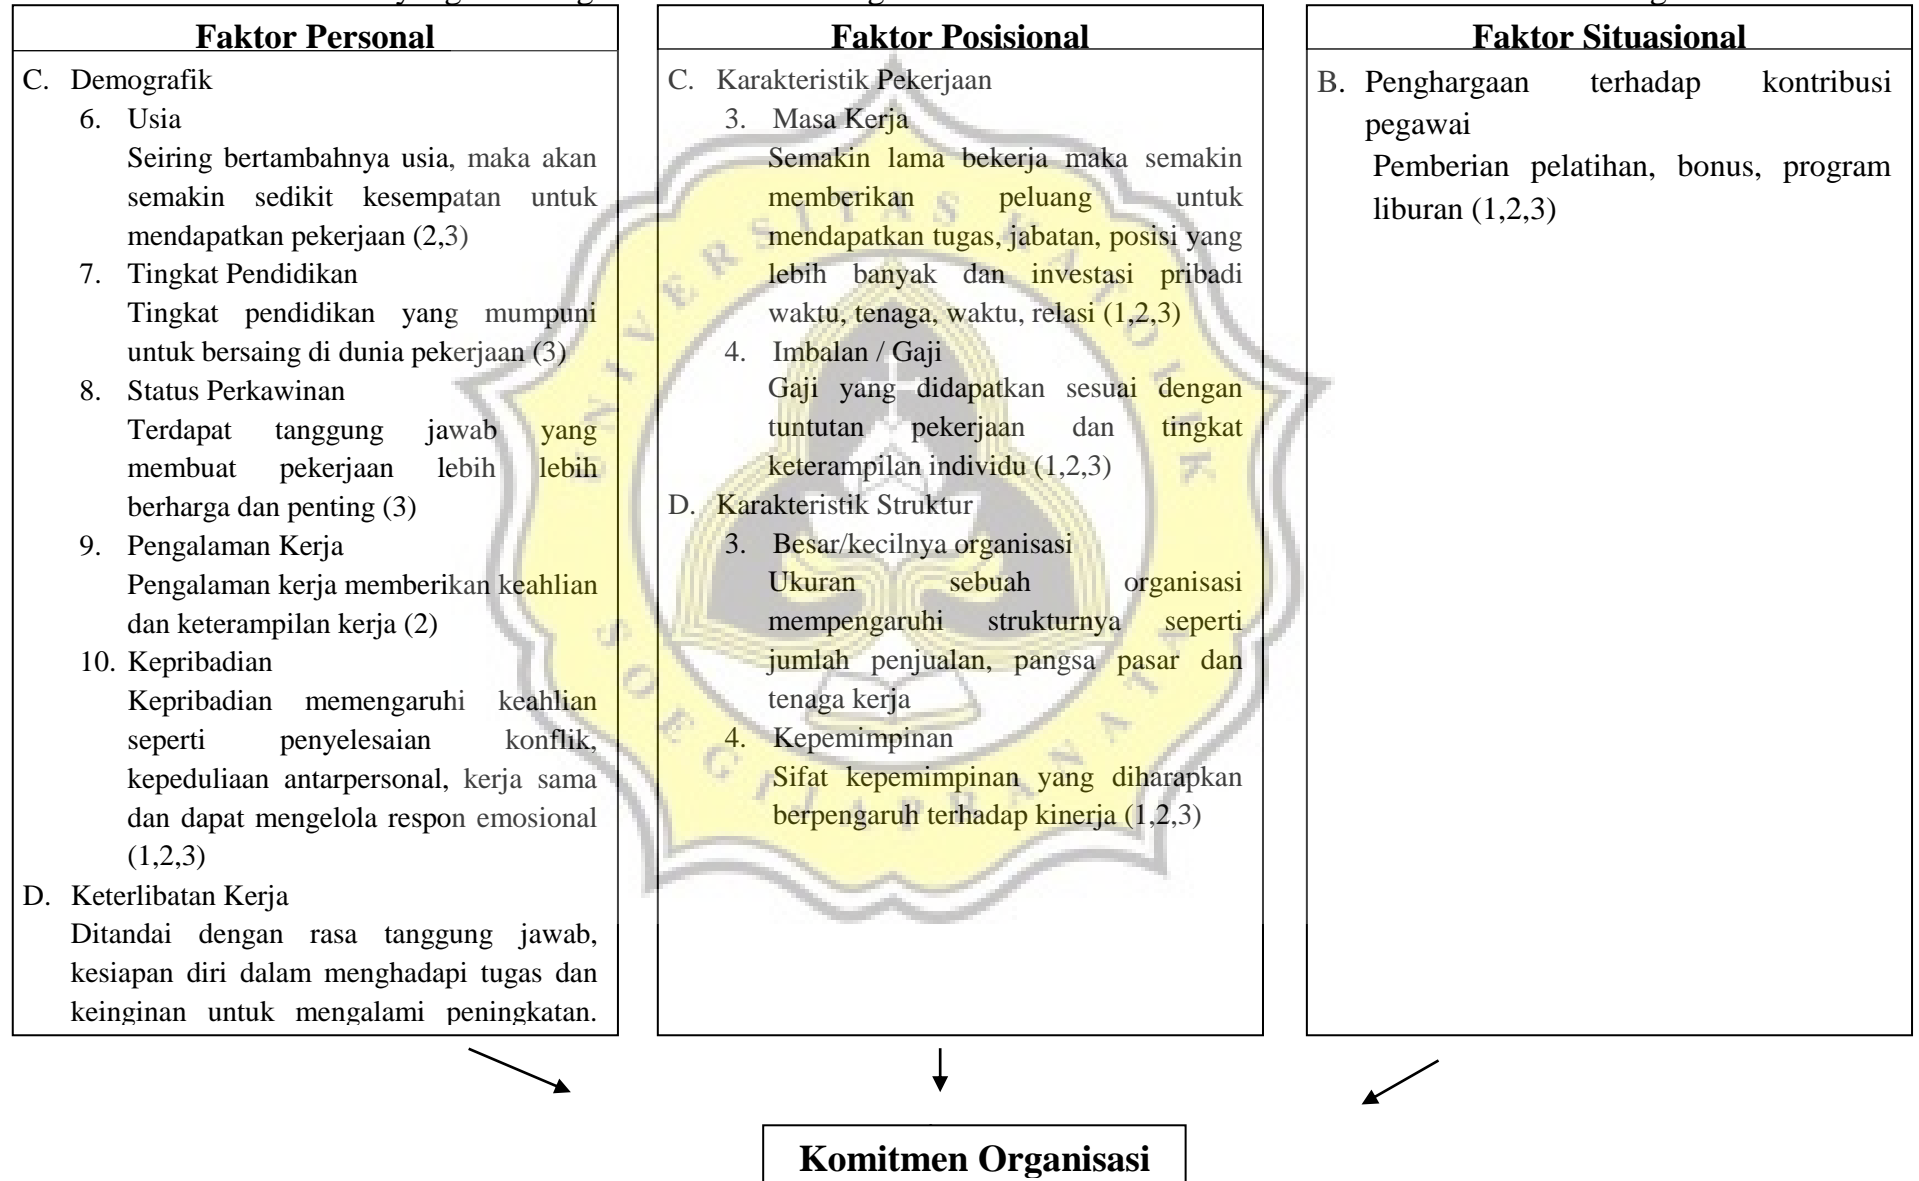 Faktor Personal
C. Demografik
6. Usia
Seiring bertambahnya usia, maka akan
semakin sedikit kesempatan untuk
mendapatkan pekerjaan (2,3)
7. Tingkat Pendidikan
Tingkat pendidikan yang mumpuni
untuk bersaing di dunia pekerjaan (3)
8. Status Perkawinan
Terdapat tanggung jawab yang
membuat pekerjaan lebih lebih
berharga dan penting (3)
9. Pengalaman Kerja
Pengalaman kerja memberikan keahlian
dan keterampilan kerja (2)
10. Kepribadian
Kepribadian memengaruhi keahlian
seperti penyelesaian konflik,
kepeduliaan antarpersonal, kerja sama
dan dapat mengelola respon emosional
(1,2,3)
D. Keterlibatan Kerja
Ditandai dengan rasa tanggung jawab,
kesiapan diri dalam menghadapi tugas dan
keinginan untuk mengalami peningkatan.
Faktor Posisional
C. Karakteristik Pekerjaan
3. Masa Kerja
Semakin lama bekerja maka semakin
memberikan peluang untuk
mendapatkan tugas, jabatan, posisi yang
lebih banyak dan investasi pribadi
waktu, tenaga, waktu, relasi (1,2,3)
4. Imbalan / Gaji
Gaji yang didapatkan sesuai dengan
tuntutan pekerjaan dan tingkat
keterampilan individu (1,2,3)
D. Karakteristik Struktur
3. Besar/kecilnya organisasi
Ukuran sebuah organisasi
mempengaruhi strukturnya seperti
jumlah penjualan, pangsa pasar dan
tenaga kerja
4. Kepemimpinan
Sifat kepemimpinan yang diharapkan
berpengaruh terhadap kinerja (1,2,3)
Faktor Situasional
B. Penghargaan terhadap kontribusi
pegawai
Pemberian pelatihan, bonus, program
liburan (1,2,3)
Komitmen Organisasi
UNIVERSITAS KATOLIK
SOEGIJAPRANATA